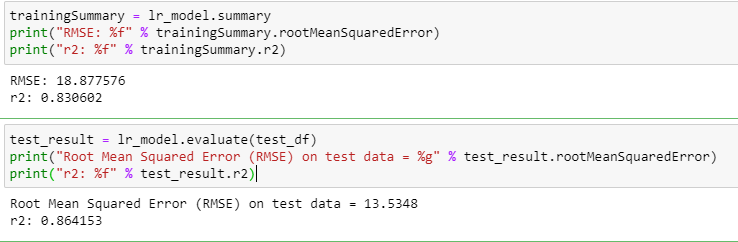 trainingSummary = lr_model.summary
print("RMSE: %f" % trainingSummary.rootMeanSquaredError)
print("r2: %f" % trainingSummary.r2)
RMSE: 18.877576
r2: 0.830602
test_result = lr_model.evaluate(test_df)
print("Root Mean Squared Error (RMSE) on test data = %g" % test_result.rootMeanSquaredError)
print("r2: %f" % test_result.r2)
Root Mean Squared Error (RMSE) on test data = 13.5348
r2: 0.864153